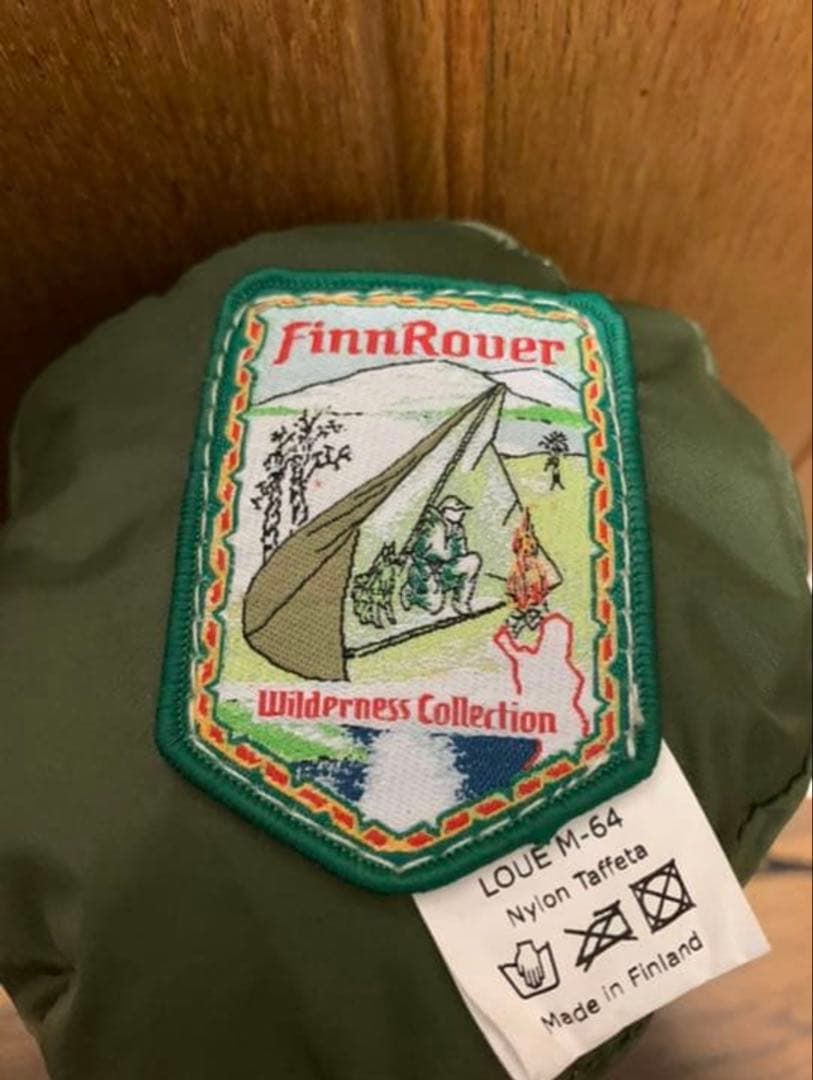 FinnRover
Wilderness Collection
LOUE M-64
Nylon Taffeta
Made in Finland